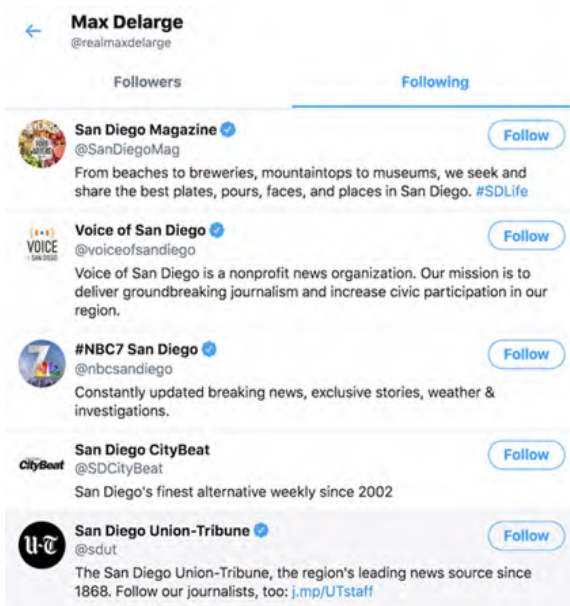 Max Delarge
@realmaxdelarge
Followers Following
San Diego Magazine
Follow
@SanDiegoMag
From beaches to breweries, mountaintops to museums, we seek and
share the best plates, pours, faces, and places in San Diego. #SDLife
VOICE
Voice of San Diego
Follow
@voiceofsandiego
Voice of San Diego is a nonprofit news organization. Our mission is to
deliver groundbreaking journalism and increase civic participation in our
region.
7
#NBC7 San Diego
Follow
@nbcsandiego
Constantly updated breaking news, exclusive stories, weather &
investigations.
CityBeat
San Diego CityBeat
Follow
@SDCityBeat
San Diego's finest alternative weekly since 2002
U-T
San Diego Union-Tribune
Follow
@sdut
The San Diego Union-Tribune, the region's leading news source since
1868. Follow our journalists, too: j.mp/UTstaff